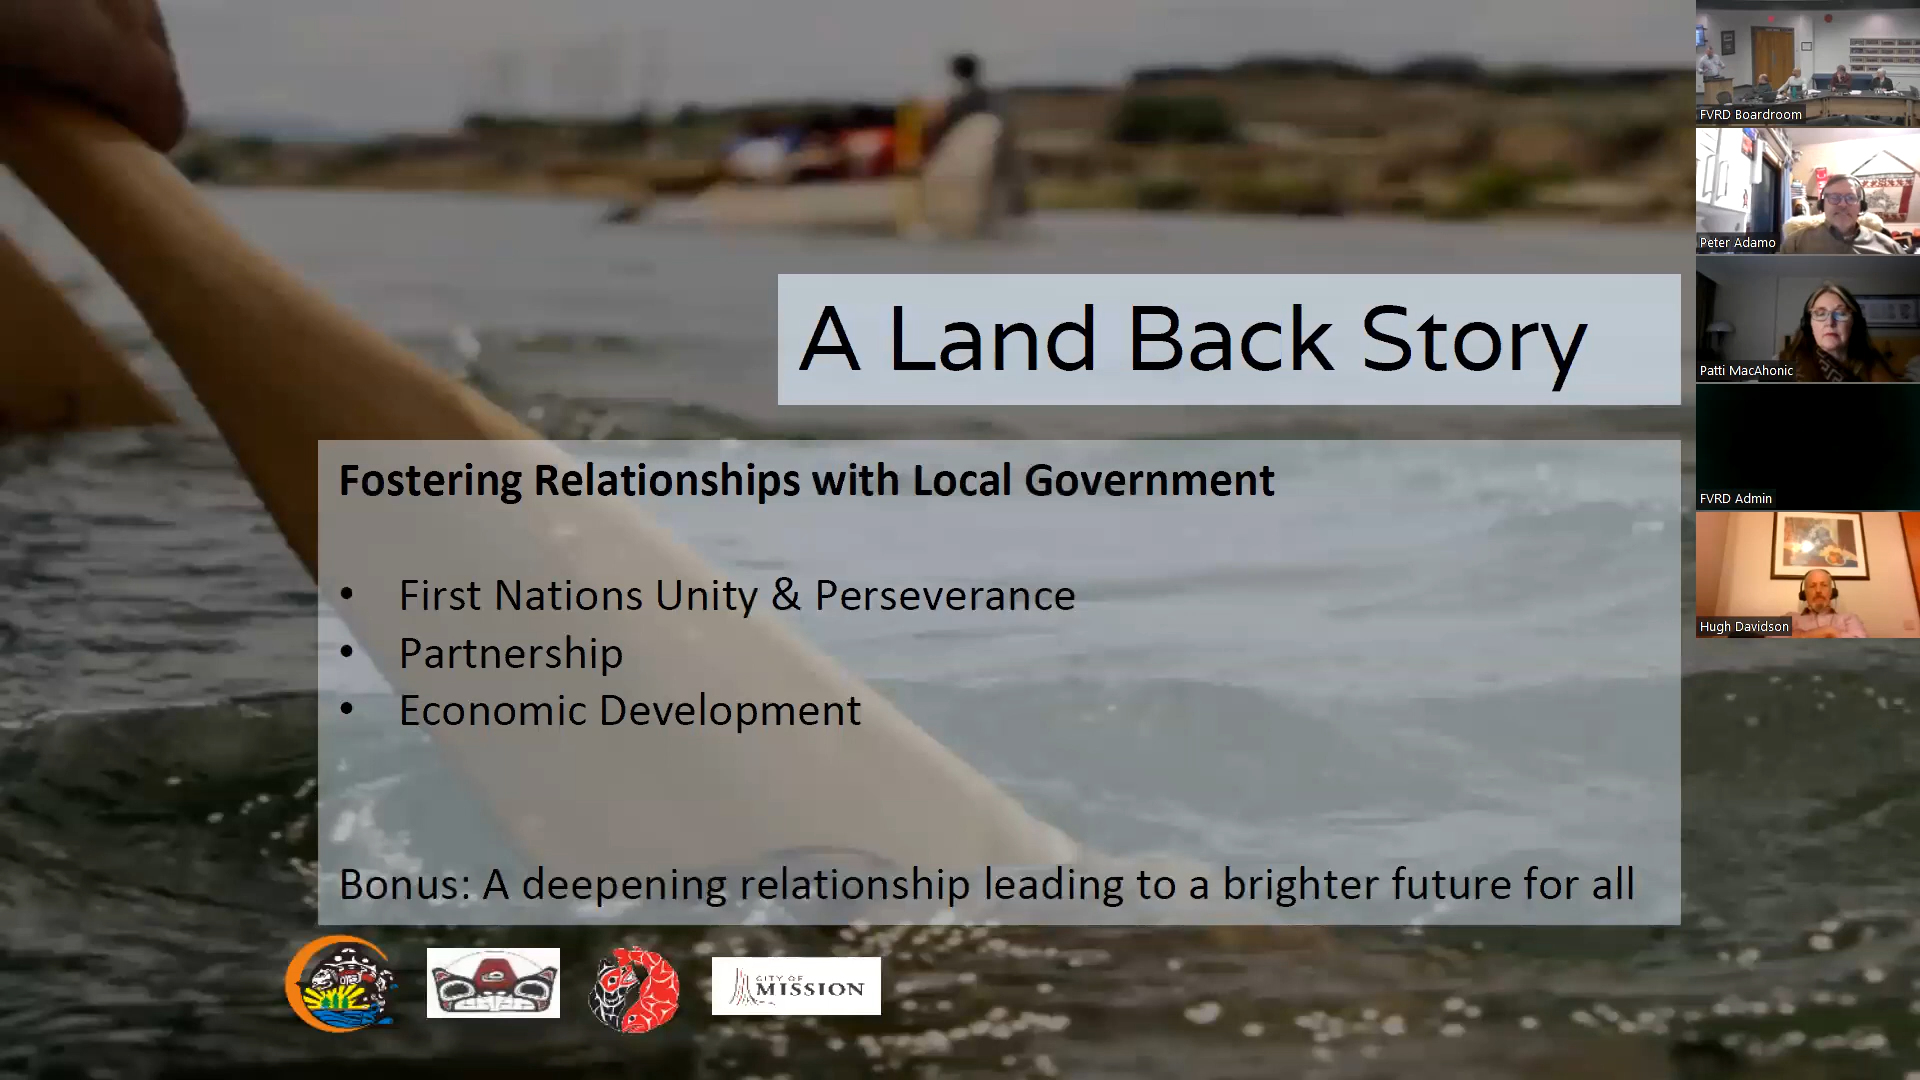 A Land Back Story
Fostering Relationships with Local Government
• First Nations Unity & Perseverance
• Partnership
• Economic Development
Bonus: A deepening relationship leading to a brighter future for all
CITY OF
MISSION
FVRD Boardroom
Peter Adamo
Patti MacAhonic
FVRD Admin
Hugh Davidson